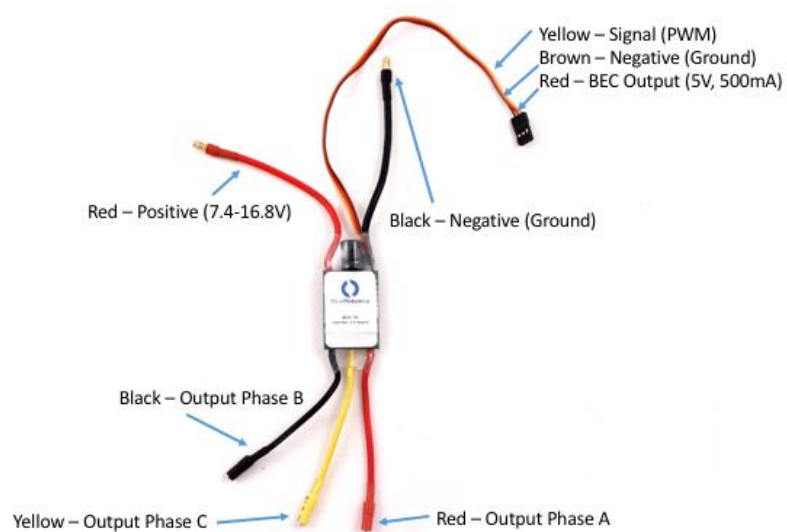 Yellow – Signal (PWM)
Brown – Negative (Ground)
Red – BEC Output (5V, 500mA)
Red – Positive (7.4-16.8V)
Black – Negative (Ground)
Black – Output Phase B
Yellow – Output Phase C
Red – Output Phase A